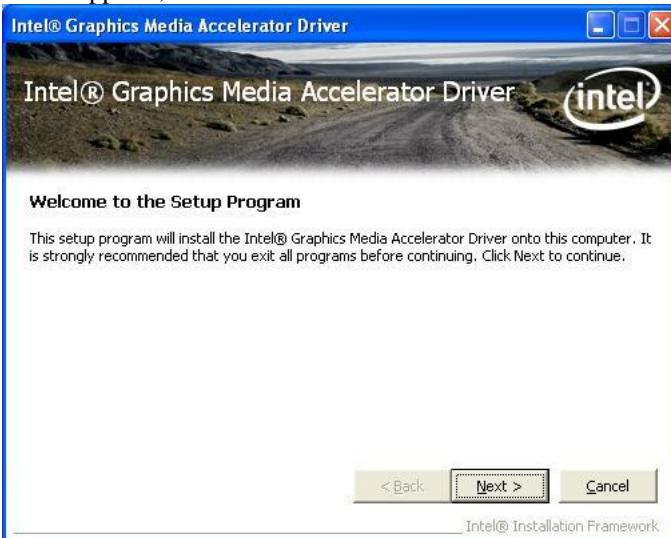 Intel® Graphics Media Accelerator Driver
Intel® Graphics Media Accelerator Driver
intel
Welcome to the Setup Program
This setup program will install the Intel® Graphics Media Accelerator Driver onto this computer. It
is strongly recommended that you exit all programs before continuing. Click Next to continue.
< Back Next > Cancel
Intel® Installation Framework